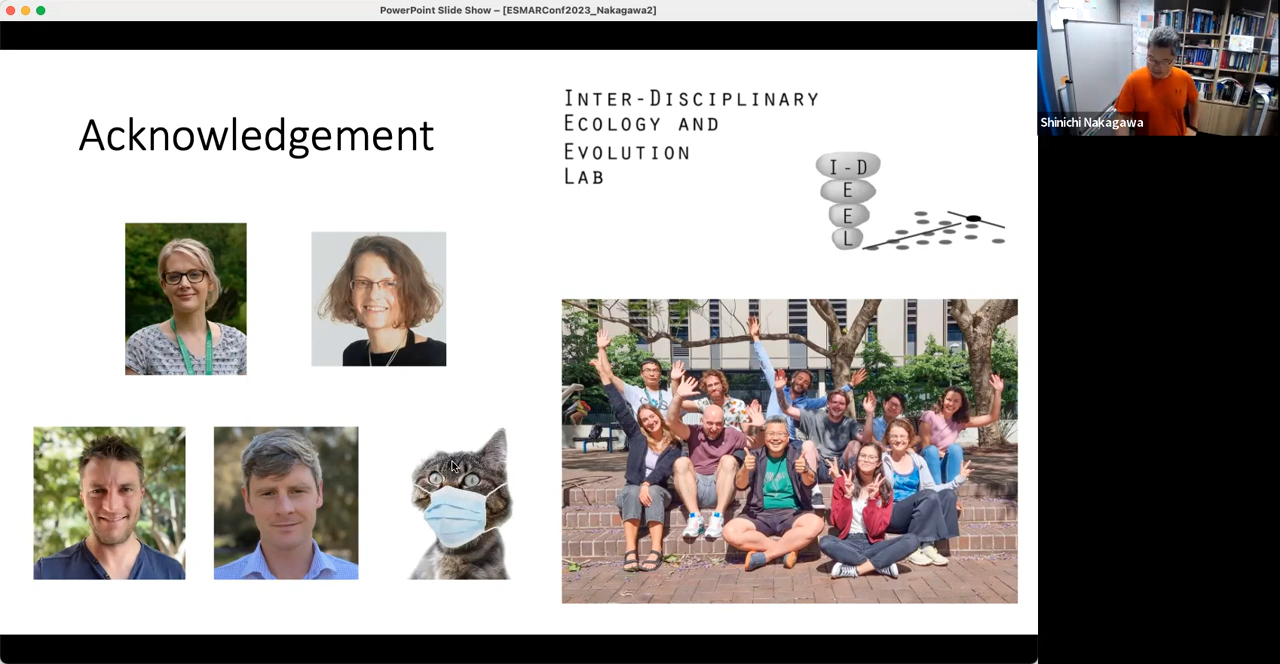 PowerPoint Slide Show – [ESMARConf2023_Nakagawa2]
Acknowledgement
INTER-DISCIPLINARY
ECOLOGY AND
EVOLUTION
LAB
I - D
E
E
L
Shinichi Nakagawa